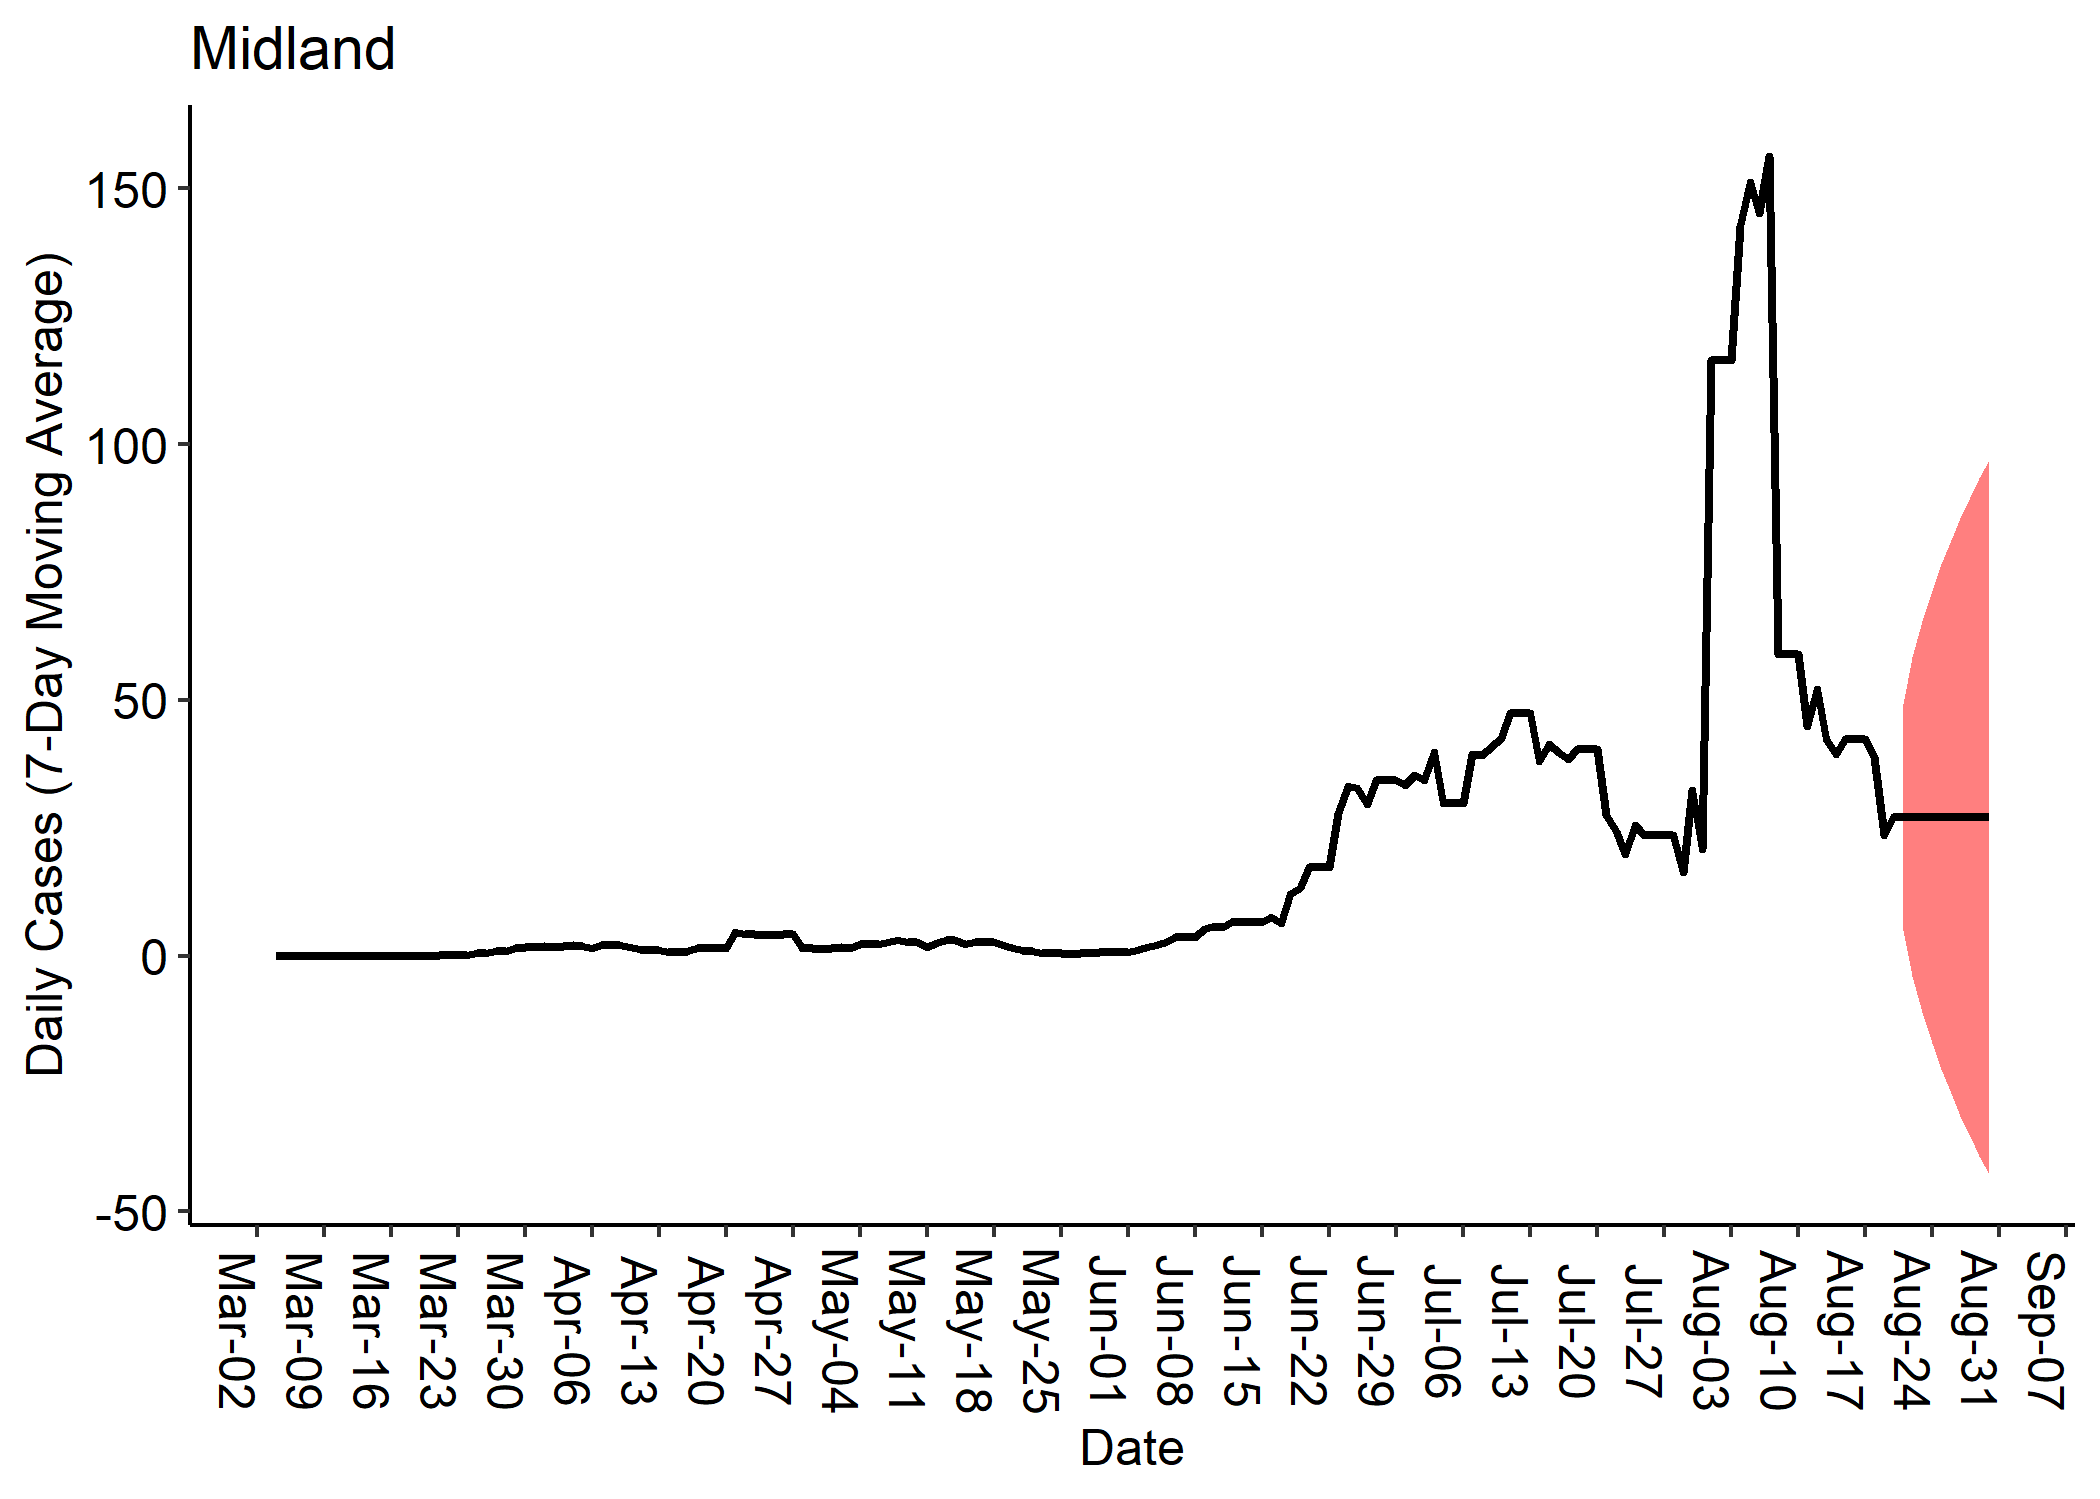 Midland
Daily Cases (7-Day Moving Average)
150
100
50
0
-50
Mar-02
Mar-09
Mar-16
Mar-23
Mar-30
Apr-06
Apr-13
Apr-20
Apr-27
May-04
May-11
May-18
May-25
Jun-01
Jun-08
Jun-15
Jun-22
Jun-29
Jul-06
Jul-13
Jul-20
Jul-27
Aug-03
Aug-10
Aug-17
Aug-24
Aug-31
Sep-07
Date